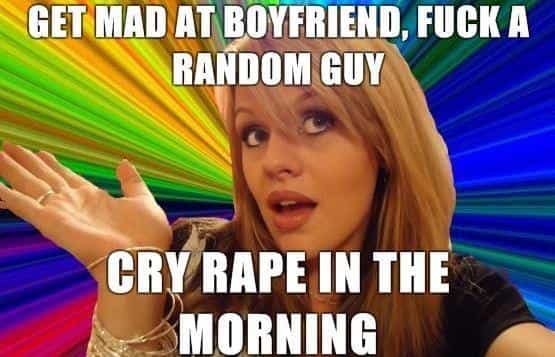 GET MAD AT BOYFRIEND, FUCK A
RANDOM GUY
CRY RAPE IN THE
MORNING